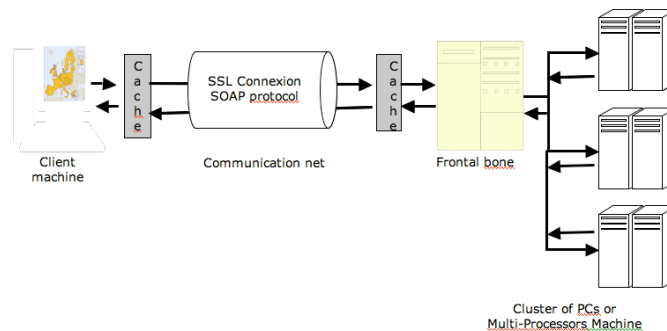 SSL Connexion
SOAP protocol
C
a
c
h
e
C
a
c
h
e
Client
machine
Communication net
Frontal bone
Cluster of PCs or
Multi-Processors Machine